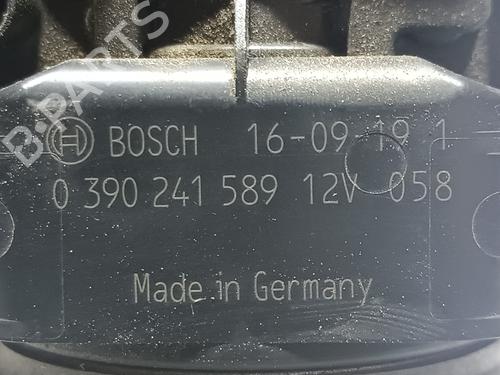 B-PARTS
BOSCH 16-09-19 1
0 390 241 589 12V 058
Made in Germany